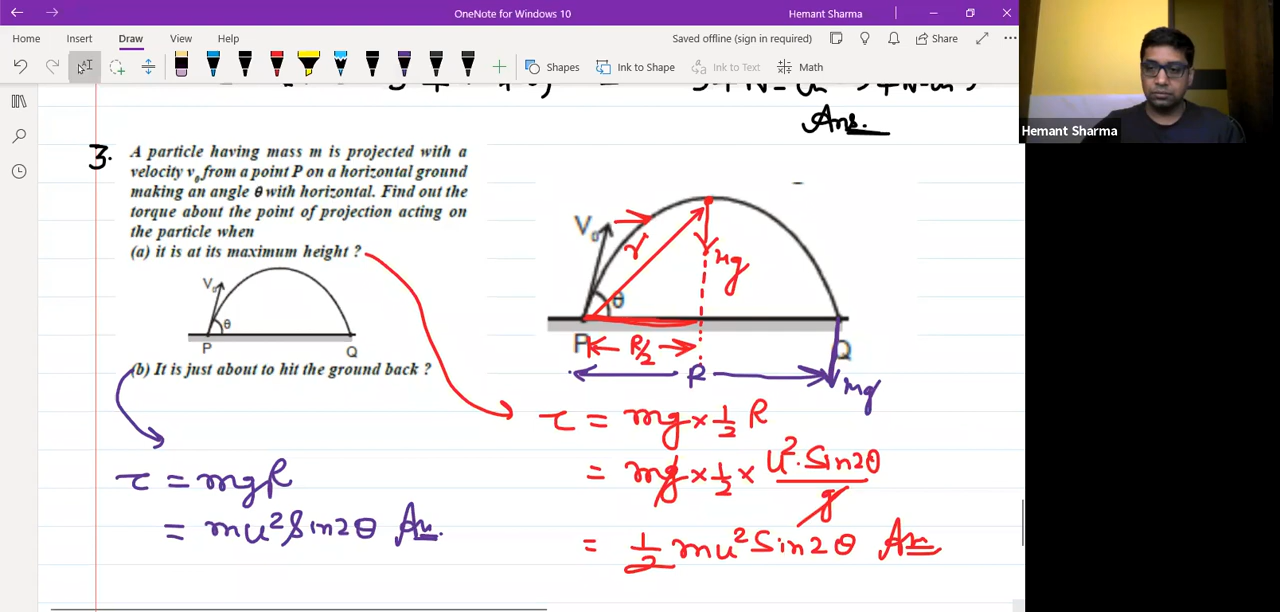 OneNote for Windows 10
Hemant Sharma
Home Insert Draw View Help
Saved offline (sign in required)
Share
Shapes
Ink to Shape
Ink to Text
Math
Hemant Sharma
Ans.
3.
A particle having mass m is projected with a
velocity v₀ from a point P on a horizontal ground
making an angle θ with horizontal. Find out the
torque about the point of projection acting on
the particle when
(a) it is at its maximum height ?
V₀
θ
P Q
(b) It is just about to hit the ground back ?
V₀
r
mg
θ
P
R/2
Q
R
mg
τ = mg × 1/2 R
= mg × 1/2 × u². Sin2θ / g
= 1/2 mu² Sin2θ Ans
τ = mgR
= mu² Sin2θ Ans.